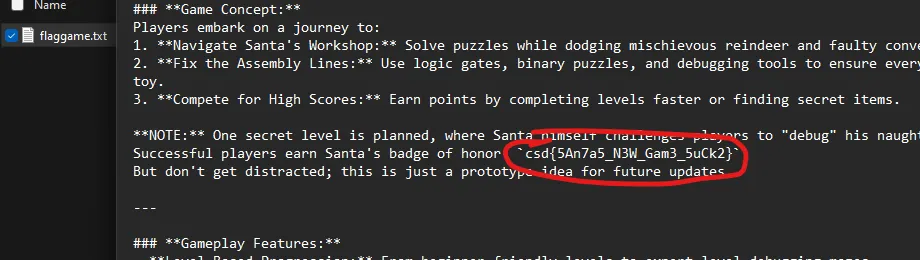 Name
flaggame.txt
### **Game Concept:**
Players embark on a journey to:
1. **Navigate Santa's Workshop:** Solve puzzles while dodging mischievous reindeer and faulty conve
2. **Fix the Assembly Lines:** Use logic gates, binary puzzles, and debugging tools to ensure every
toy.
3. **Compete for High Scores:** Earn points by completing levels faster or finding secret items.
**NOTE:** One secret level is planned, where Santa himself challenges players to "debug" his naught
Successful players earn Santa's badge of honor `csd{5An7a5_N3W_Gam3_5uCk2}`
But don't get distracted; this is just a prototype idea for future updates
---
### **Gameplay Features:**